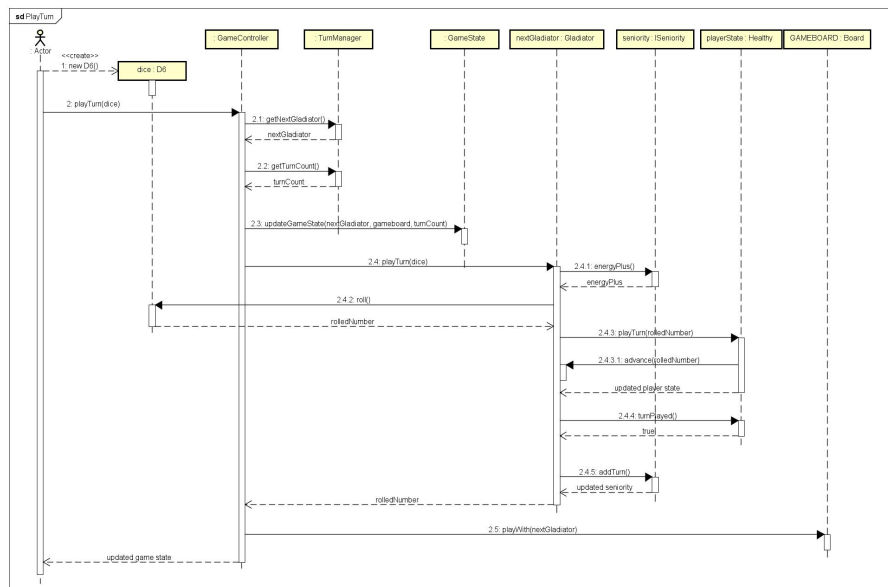 sd PlayTurn
: Actor
: GameController
: TurnManager
: GameState
nextGladiator : Gladiator
seniority : ISeniority
playerState : Healthy
GAMEBOARD : Board
<<create>>
1: new D6()
dice : D6
2: playTurn(dice)
2.1: getNextGladiator()
nextGladiator
2.2: getTurnCount()
turnCount
2.3: updateGameState(nextGladiator, gameboard, turnCount)
2.4: playTurn(dice)
2.4.1: energyPlus()
energyPlus
2.4.2: roll()
rolledNumber
2.4.3: playTurn(rolledNumber)
2.4.3.1: advance(rolledNumber)
updated player state
2.4.4: turnPlayed()
true
2.4.5: addTurn()
updated seniority
rolledNumber
2.5: playWith(nextGladiator)
updated game state